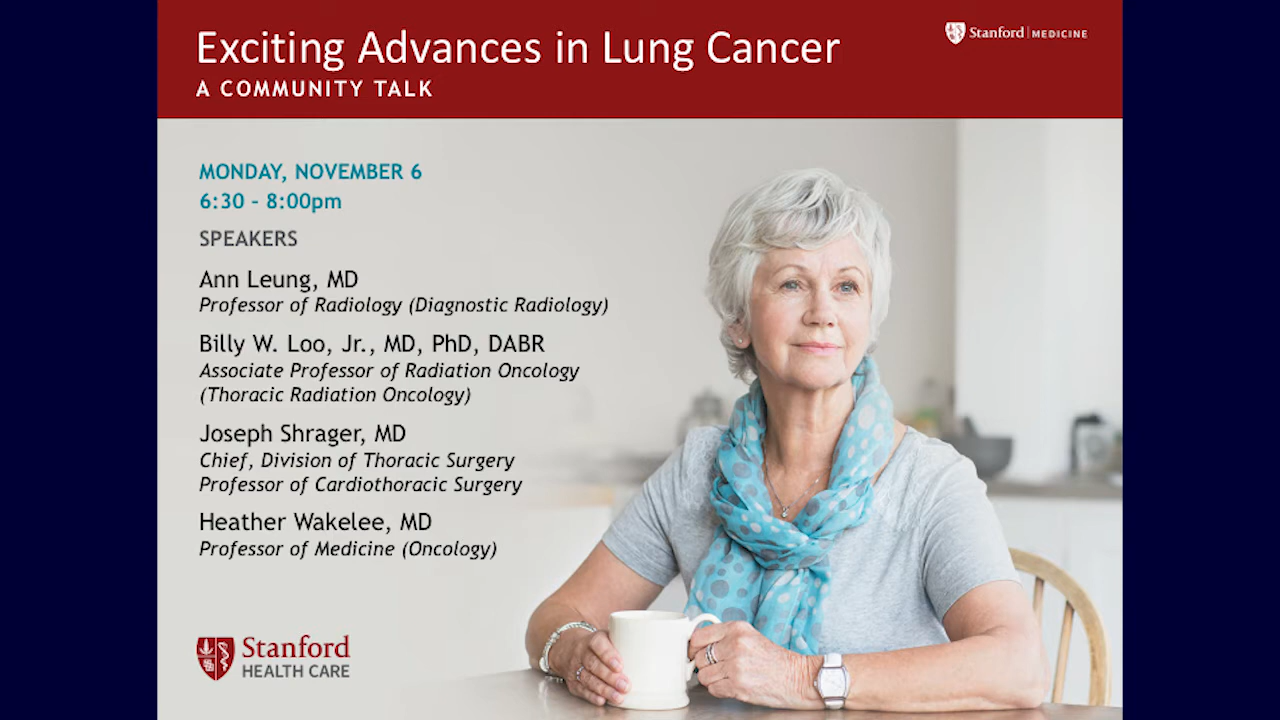 Exciting Advances in Lung Cancer
A COMMUNITY TALK
Stanford | MEDICINE
MONDAY, NOVEMBER 6
6:30 - 8:00pm
SPEAKERS
Ann Leung, MD
Professor of Radiology (Diagnostic Radiology)
Billy W. Loo, Jr., MD, PhD, DABR
Associate Professor of Radiation Oncology
(Thoracic Radiation Oncology)
Joseph Shrager, MD
Chief, Division of Thoracic Surgery
Professor of Cardiothoracic Surgery
Heather Wakelee, MD
Professor of Medicine (Oncology)
Stanford
HEALTH CARE